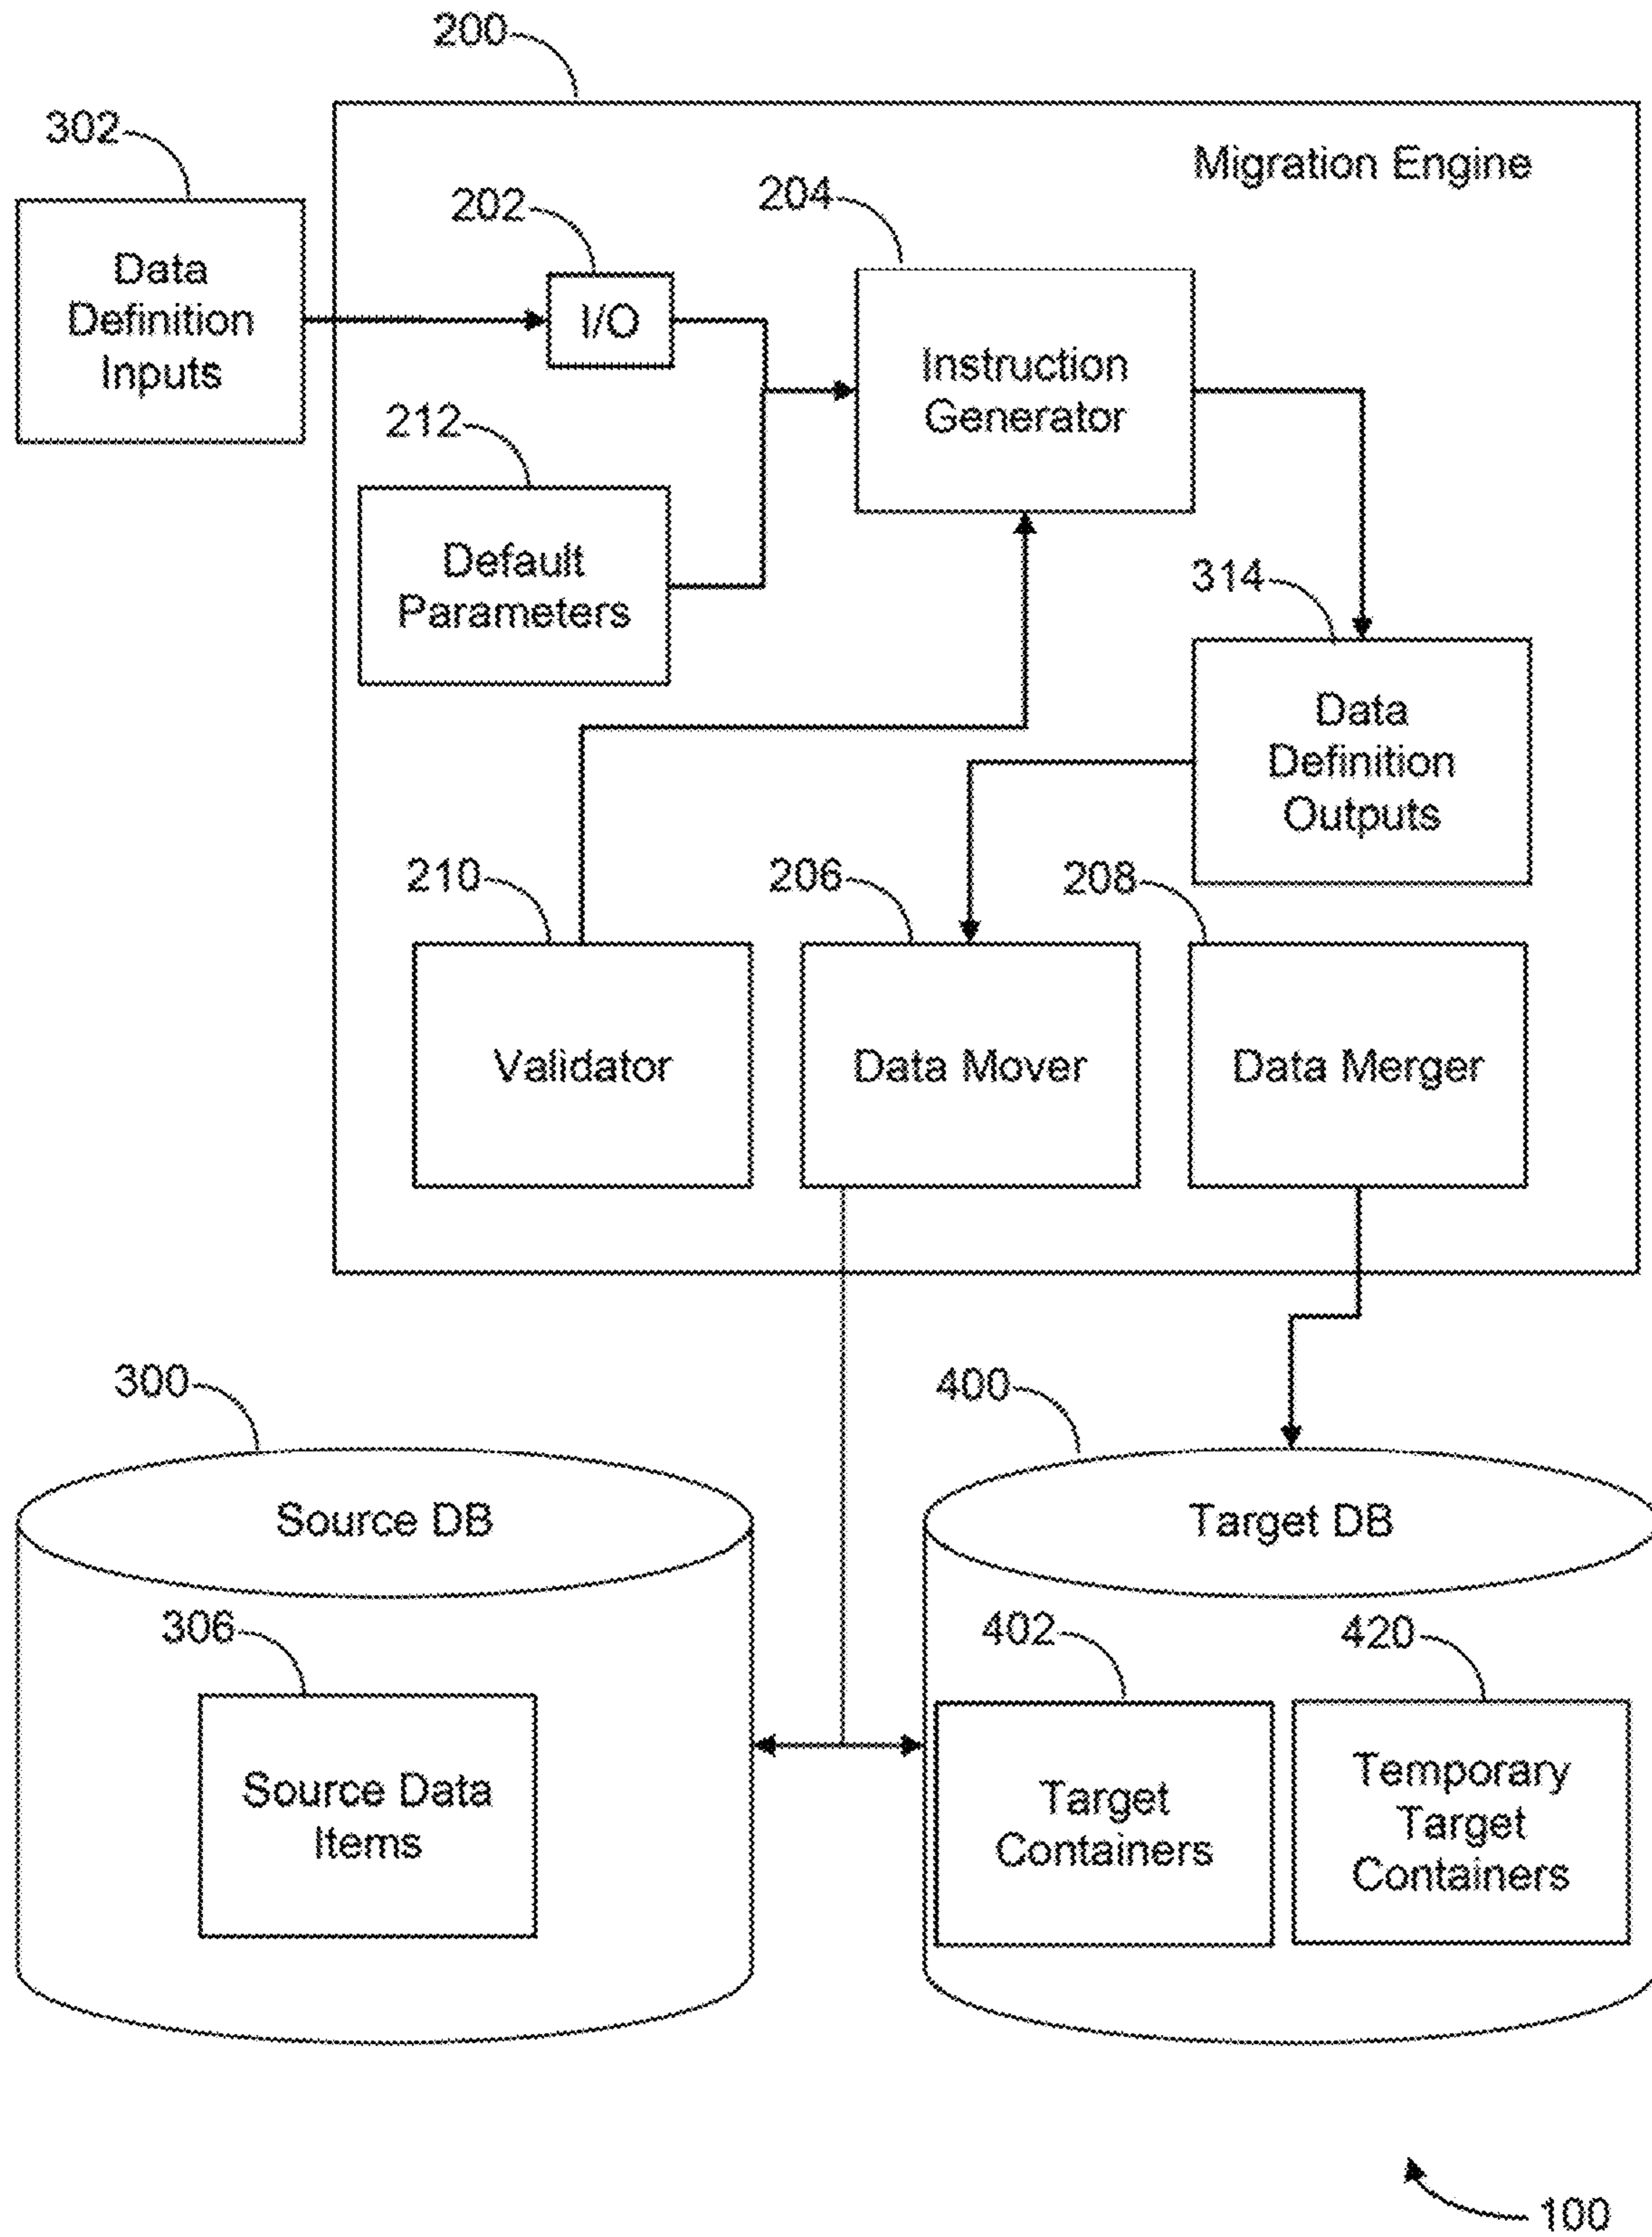 200
302
Migration Engine
202
204
Data
Definition
Inputs
I/O
Instruction
Generator
212
Default
Parameters
314
Data
Definition
Outputs
210
206
208
Validator
Data Mover
Data Merger
300
400
Source DB
Target DB
306
402
420
Source Data
Items
Target
Containers
Temporary
Target
Containers
100